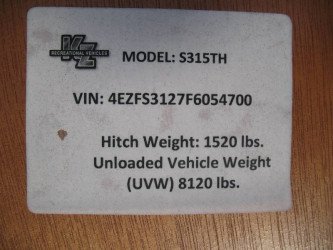 KZ
RECREATIONAL VEHICLES
MODEL: S315TH
VIN: 4EZFS3127F6054700
Hitch Weight: 1520 lbs.
Unloaded Vehicle Weight
(UVW) 8120 lbs.